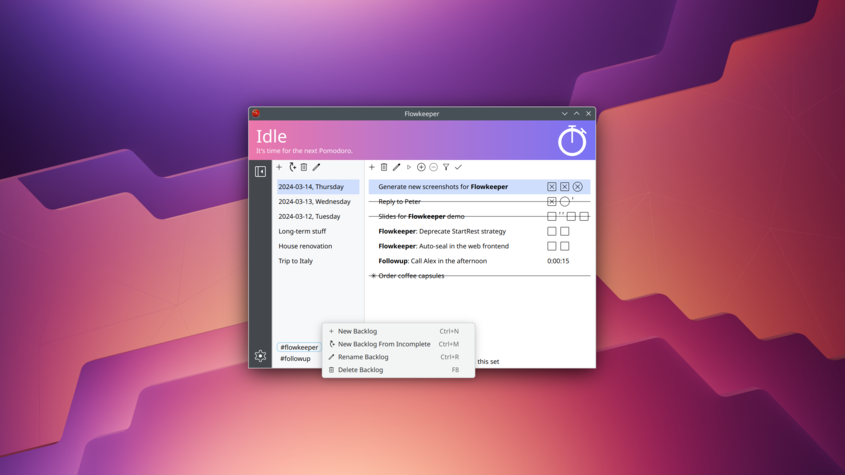 Flowkeeper
Idle
It's time for the next Pomodoro.
2024-03-14, Thursday
2024-03-13, Wednesday
2024-03-12, Tuesday
Long-term stuff
House renovation
Trip to Italy
#flowkeeper
#followup
Generate new screenshots for Flowkeeper
Reply to Peter
Slides for Flowkeeper demo
Flowkeeper: Deprecate StartRest strategy
Flowkeeper: Auto-seal in the web frontend
Followup: Call Alex in the afternoon 0:00:15
Order coffee capsules
New Backlog Ctrl+N
New Backlog From Incomplete Ctrl+M
Rename Backlog Ctrl+R
Delete Backlog F8
this set